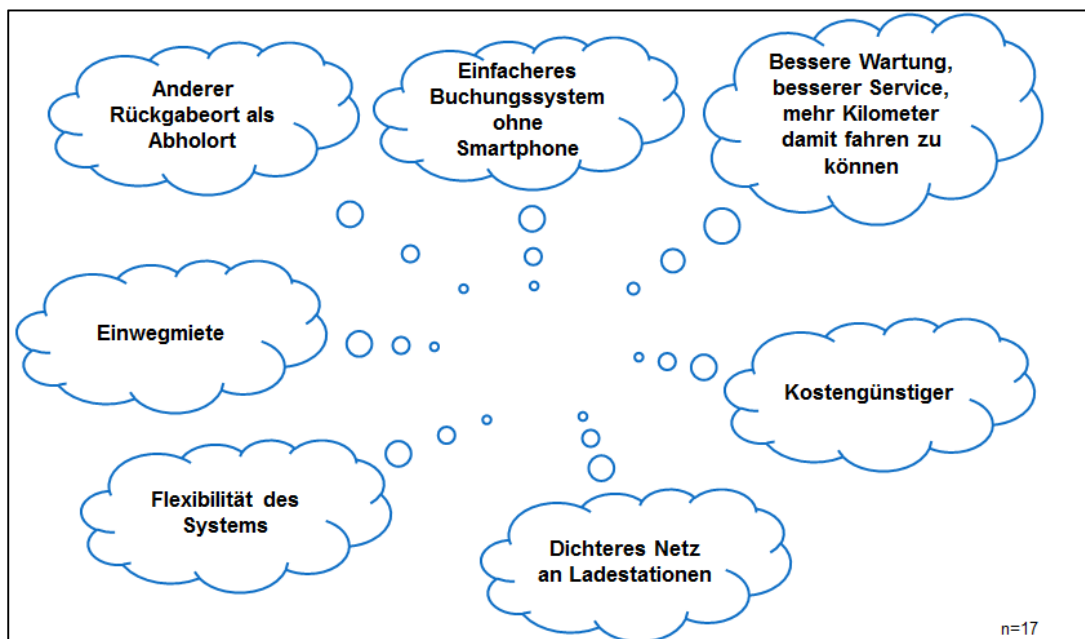 Anderer
Rückgabeort als
Abholort
Einfacheres
Buchungssystem
ohne
Smartphone
Bessere Wartung,
besserer Service,
mehr Kilometer
damit fahren zu
können
Einwegmiete
Kostengünstiger
Flexibilität des
Systems
Dichteres Netz
an Ladestationen
n=17